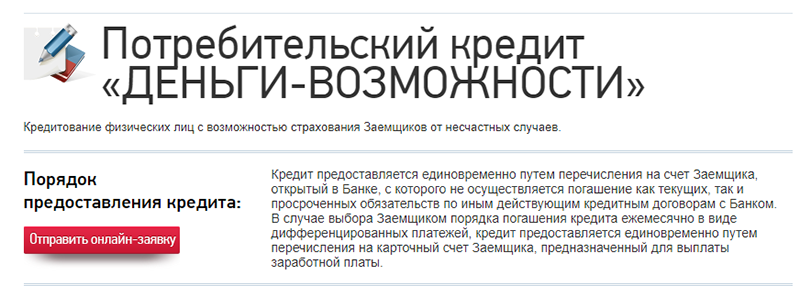 Потребительский кредит
«ДЕНЬГИ-ВОЗМОЖНОСТИ»
Кредитование физических лиц с возможностью страхования Заемщиков от несчастных случаев.
Порядок
предоставления кредита:
Отправить онлайн-заявку
Кредит предоставляется единовременно путем перечисления на счет Заемщика,
открытый в Банке, с которого не осуществляется погашение как текущих, так и
просроченных обязательств по иным действующим кредитным договорам с Банком.
В случае выбора Заемщиком порядка погашения кредита ежемесячно в виде
дифференцированных платежей, кредит предоставляется единовременно путем
перечисления на карточный счет Заемщика, предназначенный для выплаты
заработной платы.